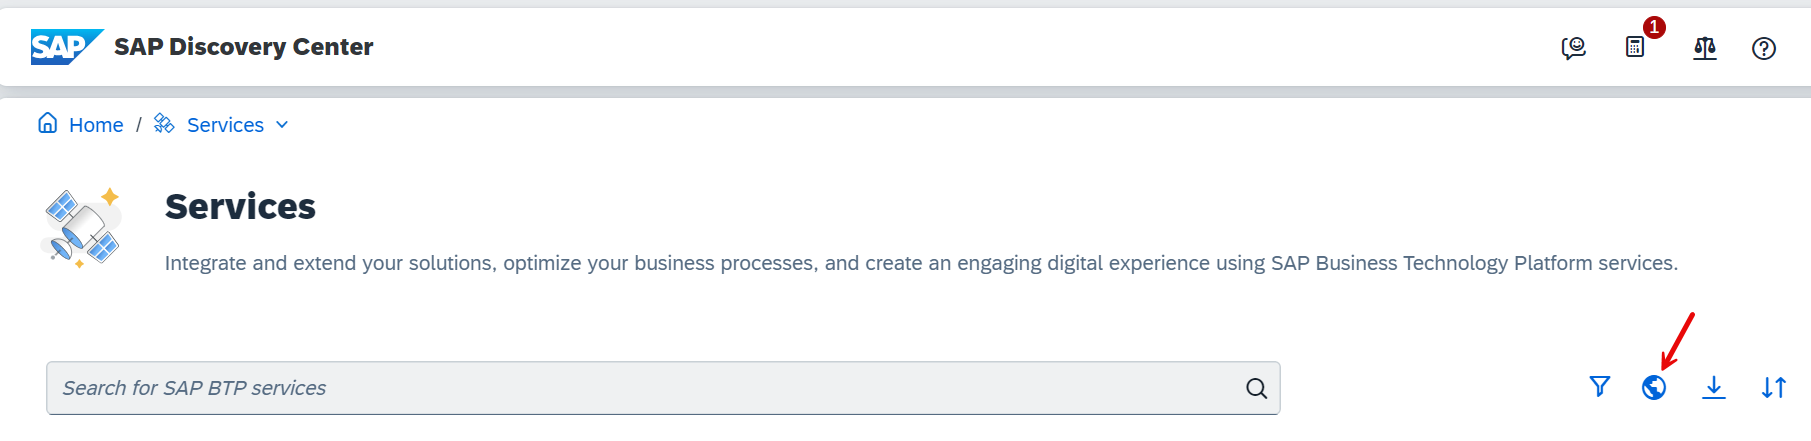 SAP SAP Discovery Center
1
Home / Services
Services
Integrate and extend your solutions, optimize your business processes, and create an engaging digital experience using SAP Business Technology Platform services.
Search for SAP BTP services